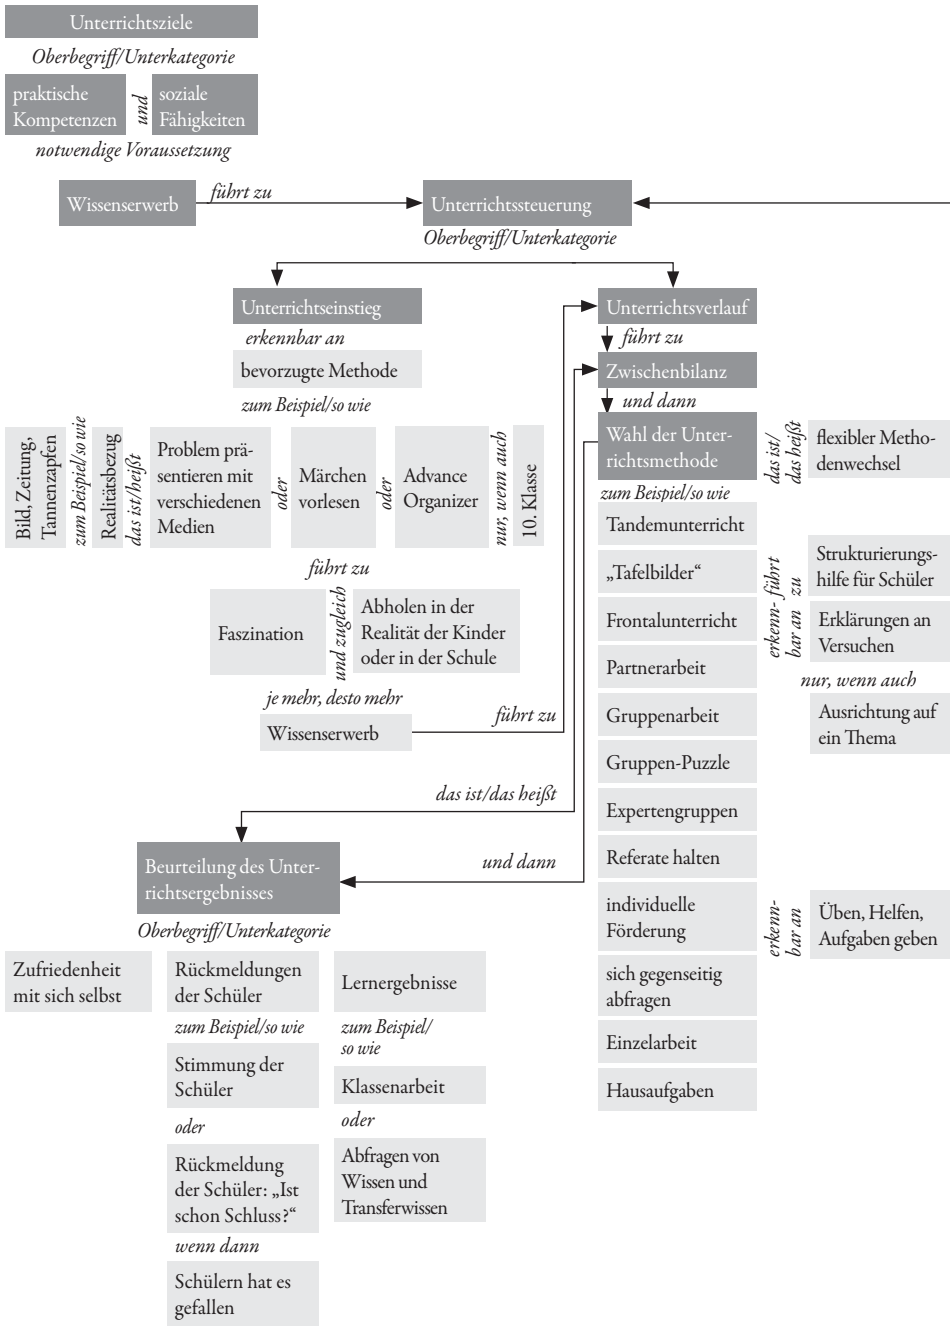 Unterrichtsziele
Oberbegriff/Unterkategorie
praktische
Kompetenzen
und
soziale
Fähigkeiten
notwendige Voraussetzung
Wissenserwerb
führt zu
Unterrichtssteuerung
Oberbegriff/Unterkategorie
Unterrichtseinstieg
erkennbar an
bevorzugte Methode
zum Beispiel/so wie
Bild, Zeitung,
Tannenzapfen
zum Beispiel/so wie
Realitätsbezug
das ist/heißt
Problem prä-
sentieren mit
verschiedenen
Medien
oder
Märchen
vorlesen
oder
Advance
Organizer
nur, wenn auch
10. Klasse
führt zu
Faszination
und zugleich
Abholen in der
Realität der Kinder
oder in der Schule
je mehr, desto mehr
Wissenserwerb
führt zu
Unterrichtsverlauf
führt zu
Zwischenbilanz
und dann
Wahl der Unter-
richtsmethode
das ist/
das heißt
flexibler Metho-
denwechsel
zum Beispiel/so wie
Tandemunterricht
„Tafelbilder“
führt
zu
Strukturierungs-
hilfe für Schüler
Frontalunterricht
erkenn-
bar an
Erklärungen an
Versuchen
nur, wenn auch
Ausrichtung auf
ein Thema
Partnerarbeit
Gruppenarbeit
Gruppen-Puzzle
Expertengruppen
Referate halten
individuelle
Förderung
erkenn-
bar an
Üben, Helfen,
Aufgaben geben
sich gegenseitig
abfragen
Einzelarbeit
Hausaufgaben
das ist/das heißt
und dann
Beurteilung des Unter-
richtsergebnisses
Oberbegriff/Unterkategorie
Zufriedenheit
mit sich selbst
Rückmeldungen
der Schüler
zum Beispiel/so wie
Stimmung der
Schüler
oder
Rückmeldung
der Schüler: „Ist
schon Schluss?“
wenn dann
Schülern hat es
gefallen
Lernergebnisse
zum Beispiel/
so wie
Klassenarbeit
oder
Abfragen von
Wissen und
Transferwissen